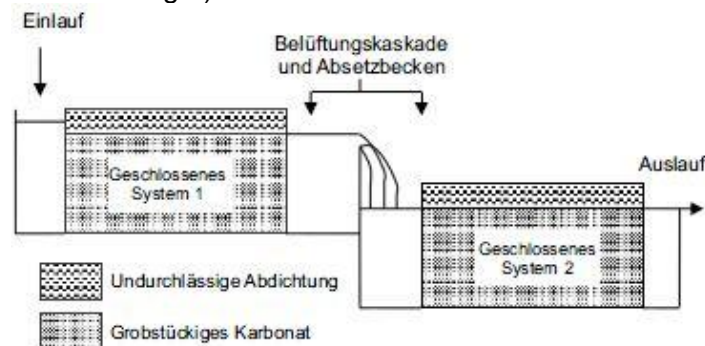 Einlauf
Belüftungskaskade
und Absetzbecken
Auslauf
Geschlossenes
System 1
Geschlossenes
System 2
Undurchlässige Abdichtung
Grobstückiges Karbonat